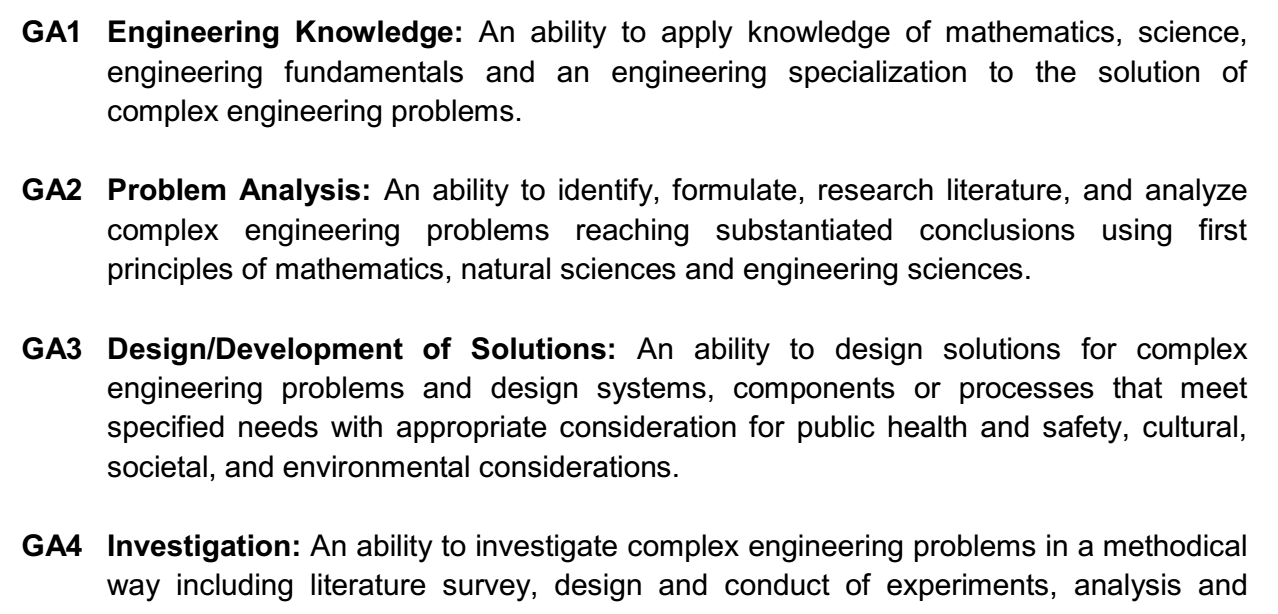 GA1 Engineering Knowledge: An ability to apply knowledge of mathematics, science,
engineering fundamentals and an engineering specialization to the solution of
complex engineering problems.
GA2 Problem Analysis: An ability to identify, formulate, research literature, and analyze
complex engineering problems reaching substantiated conclusions using first
principles of mathematics, natural sciences and engineering sciences.
GA3 Design/Development of Solutions: An ability to design solutions for complex
engineering problems and design systems, components or processes that meet
specified needs with appropriate consideration for public health and safety, cultural,
societal, and environmental considerations.
GA4 Investigation: An ability to investigate complex engineering problems in a methodical
way including literature survey, design and conduct of experiments, analysis and